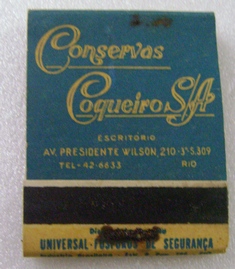 Conservas
Coqueiro S/A
ESCRITÓRIO
AV. PRESIDENTE WILSON, 210-3º-S.309
TEL-42-6633 RIO
UNIVERSAL-FOSFOROS DE SEGURANÇA